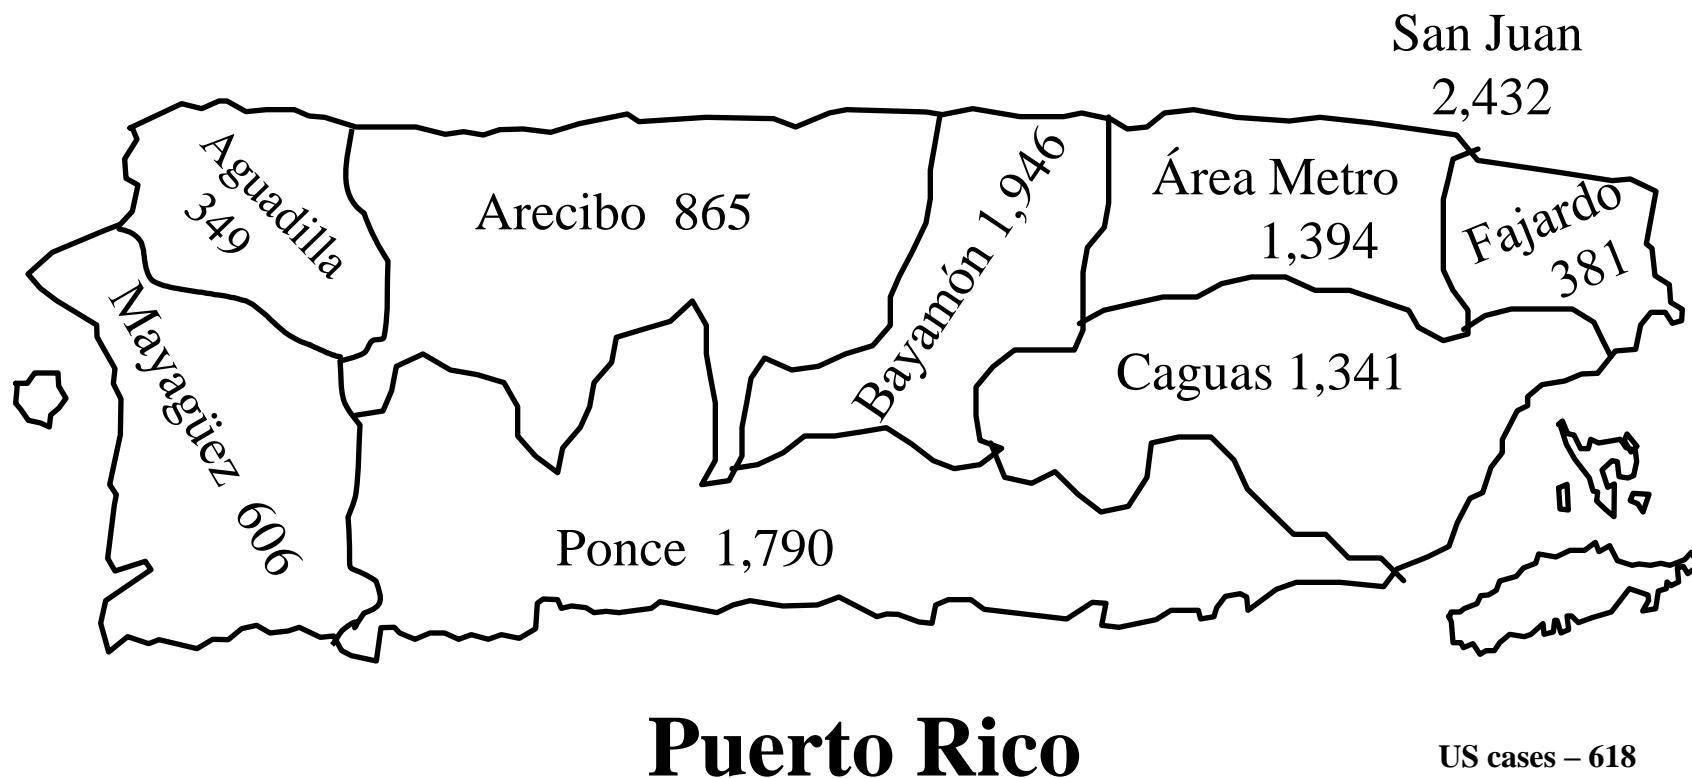 San Juan
2,432
Aguadilla
349
Arecibo 865
Bayamón 1,946
Área Metro
1,394
Fajardo
381
Mayagüez 606
Caguas 1,341
Ponce 1,790
Puerto Rico
US cases – 618